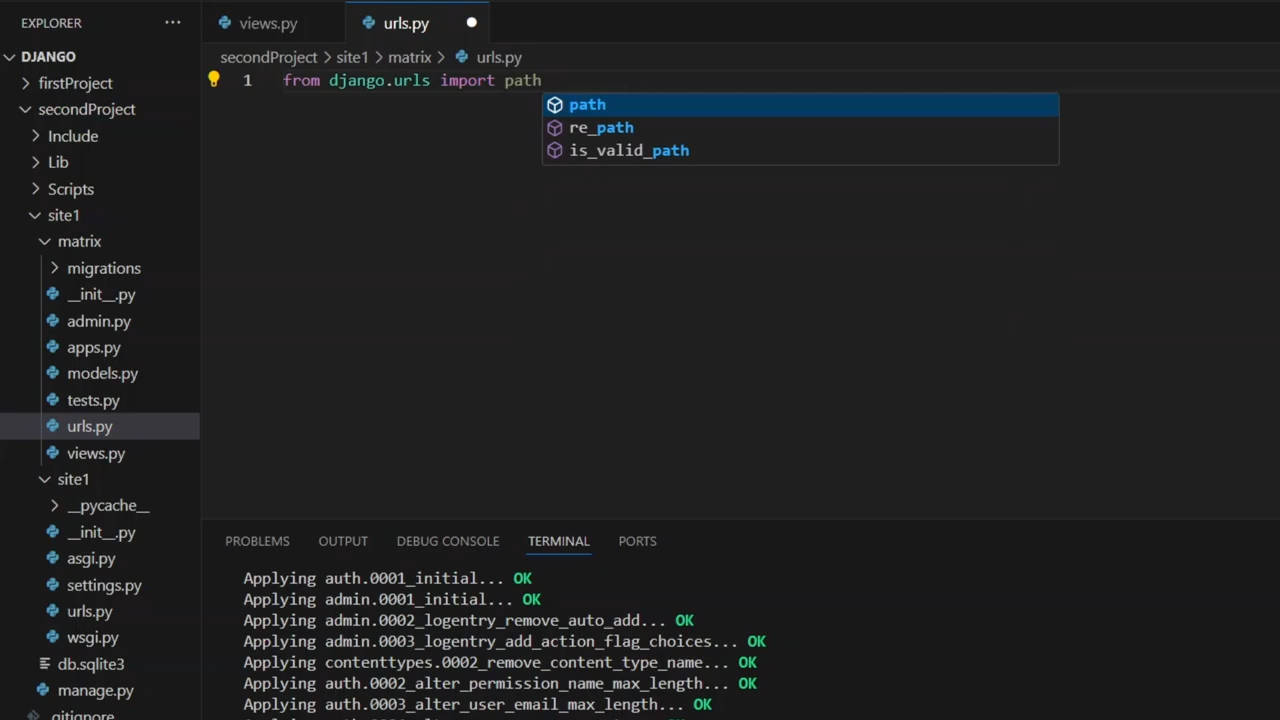 EXPLORER
DJANGO
firstProject
secondProject
Include
Lib
Scripts
site1
matrix
migrations
__init__.py
admin.py
apps.py
models.py
tests.py
urls.py
views.py
site1
__pycache__
__init__.py
asgi.py
settings.py
urls.py
wsgi.py
db.sqlite3
manage.py
.gitignore
views.py
urls.py
secondProject > site1 > matrix > urls.py
1 from django.urls import path
path
re_path
is_valid_path
PROBLEMS OUTPUT DEBUG CONSOLE TERMINAL PORTS
Applying auth.0001_initial... OK
Applying admin.0001_initial... OK
Applying admin.0002_logentry_remove_auto_add... OK
Applying admin.0003_logentry_add_action_flag_choices... OK
Applying contenttypes.0002_remove_content_type_name... OK
Applying auth.0002_alter_permission_name_max_length... OK
Applying auth.0003_alter_user_email_max_length... OK